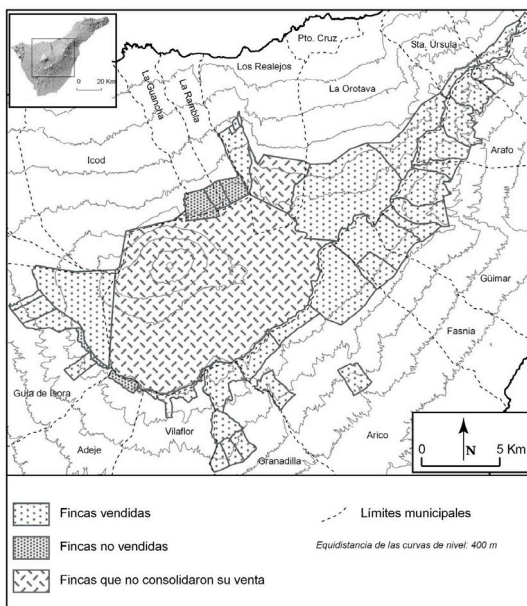 0 20 Km
Pto. Cruz
Sta. Úrsula
Los Realejos
La Guancha
La Rambla
La Orotava
Icod
Arafo
Güimar
Fasnia
Guía de Isora
Vilaflor
Arico
Adeje
Granadilla
N
0 5 Km
Fincas vendidas
Límites municipales
Fincas no vendidas
Equidistancia de las curvas de nivel: 400 m
Fincas que no consolidaron su venta